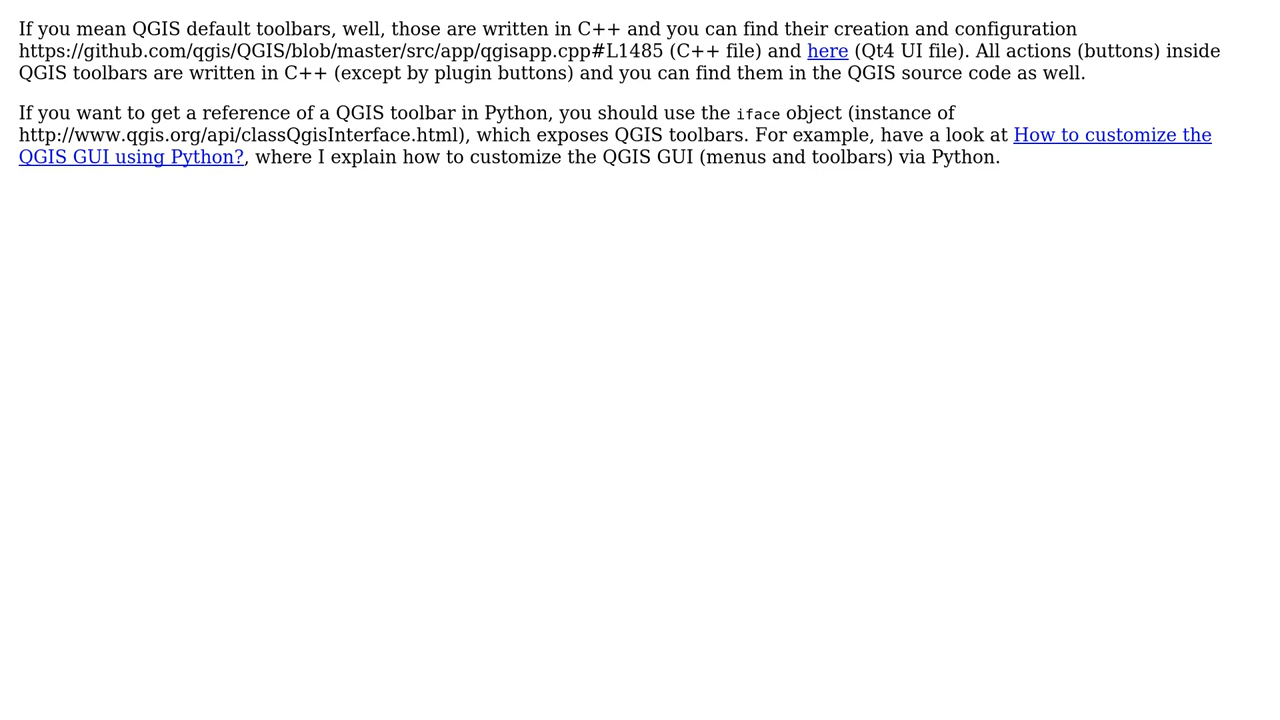 If you mean QGIS default toolbars, well, those are written in C++ and you can find their creation and configuration
https://github.com/qgis/QGIS/blob/master/src/app/qgisapp.cpp#L1485 (C++ file) and here (Qt4 UI file). All actions (buttons) inside
QGIS toolbars are written in C++ (except by plugin buttons) and you can find them in the QGIS source code as well.
If you want to get a reference of a QGIS toolbar in Python, you should use the iface object (instance of
http://www.qgis.org/api/classQgisInterface.html), which exposes QGIS toolbars. For example, have a look at How to customize the
QGIS GUI using Python?, where I explain how to customize the QGIS GUI (menus and toolbars) via Python.